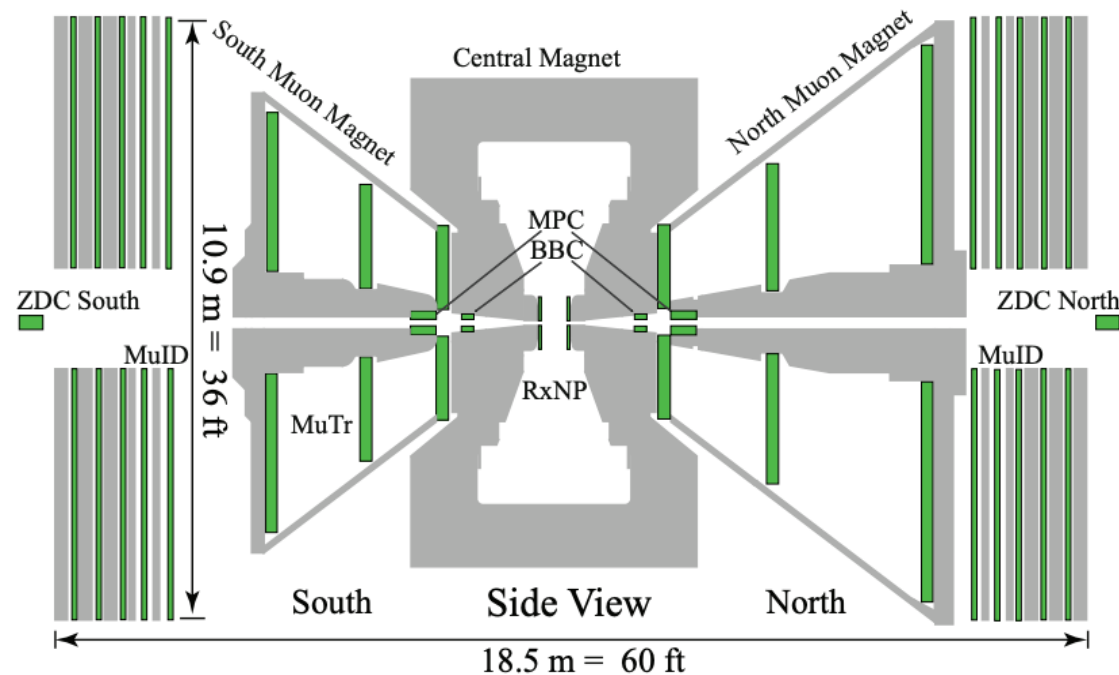 South Muon Magnet
Central Magnet
North Muon Magnet
MPC
BBC
ZDC South
ZDC North
10.9 m = 36 ft
MuID
MuID
RxNP
MuTr
South
Side View
North
18.5 m = 60 ft